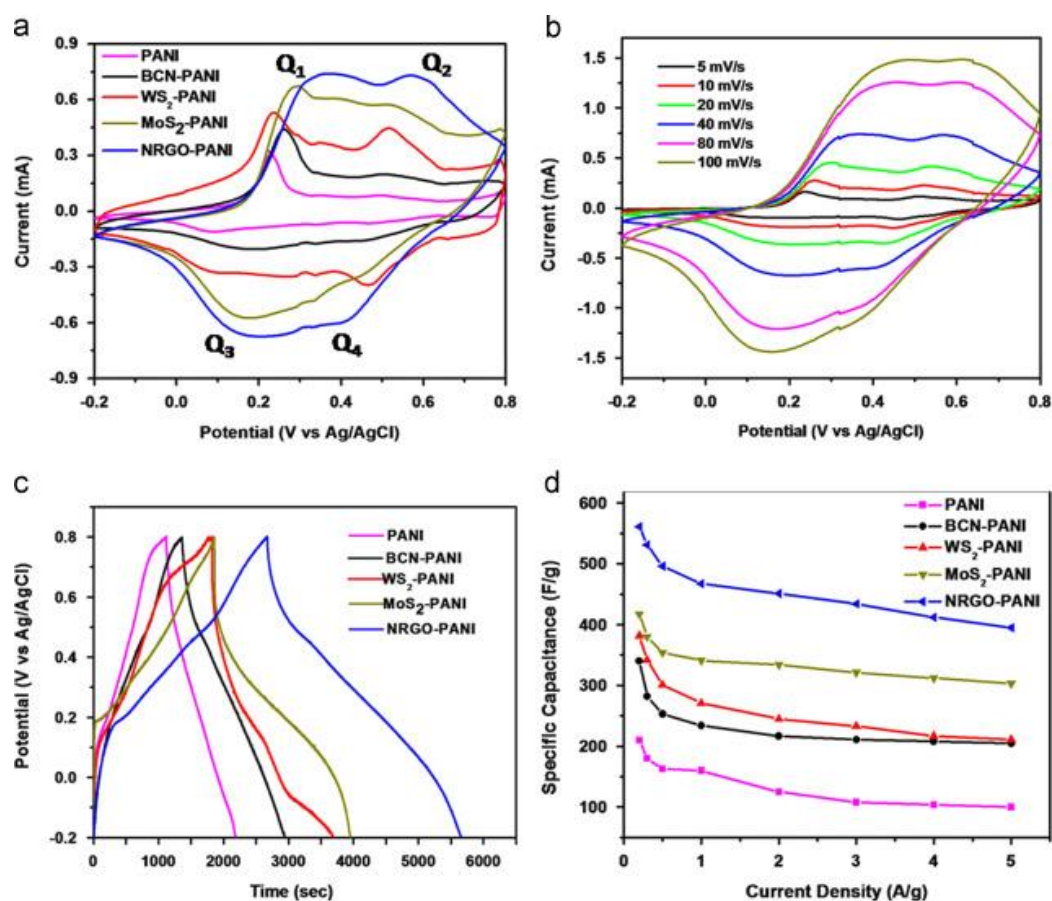 a
0.9
0.6
0.3
0.0
-0.3
-0.6
-0.9
Current (mA)
PANI
BCN-PANI
WS₂-PANI
MoS₂-PANI
NRGO-PANI
Q₁
Q₂
Q₃
Q₄
-0.2 0.0 0.2 0.4 0.6 0.8
Potential (V vs Ag/AgCl)
b
1.5
1.0
0.5
0.0
-0.5
-1.0
-1.5
Current (mA)
5 mV/s
10 mV/s
20 mV/s
40 mV/s
80 mV/s
100 mV/s
-0.2 0.0 0.2 0.4 0.6 0.8
Potential (V vs Ag/AgCl)
c
0.8
0.4
0.2
0.0
-0.2
Potential (V vs Ag/AgCl)
PANI
BCN-PANI
WS₂-PANI
MoS₂-PANI
NRGO-PANI
0 1000 2000 3000 4000 5000 6000
Time (sec)
d
600
500
400
300
200
100
Specific Capacitance (F/g)
PANI
BCN-PANI
WS₂-PANI
MoS₂-PANI
NRGO-PANI
0 1 2 3 4 5
Current Density (A/g)